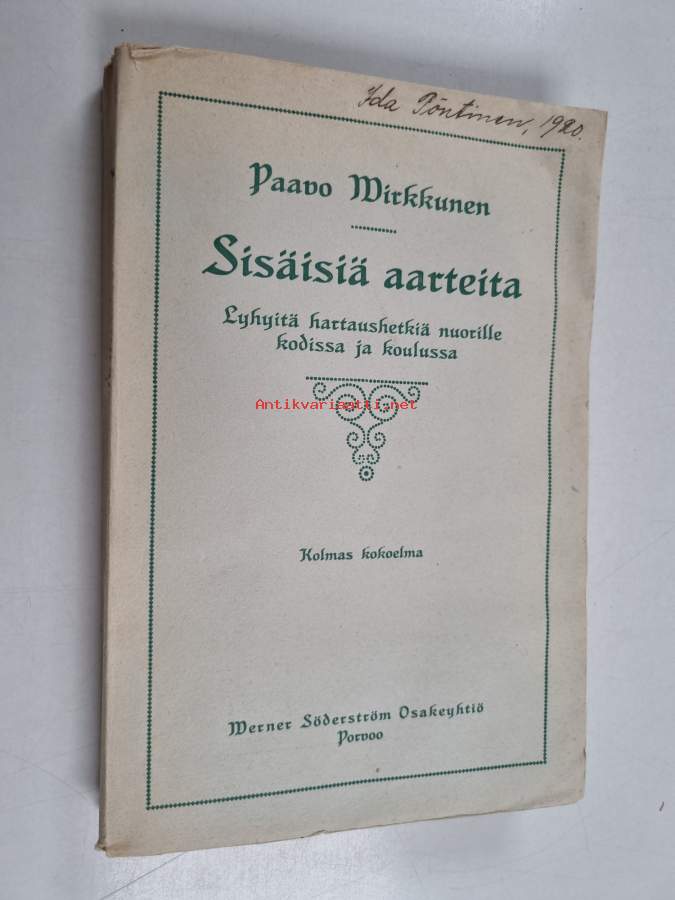 Ida Pöntinen, 1920.
Paavo Wirkkunen
Sisäisiä aarteita
Lyhyitä hartaushetkiä nuorille
kodissa ja koulussa
Antikvariaatti.net
Kolmas kokoelma
Werner Söderström Osakeyhtiö
Porvoo